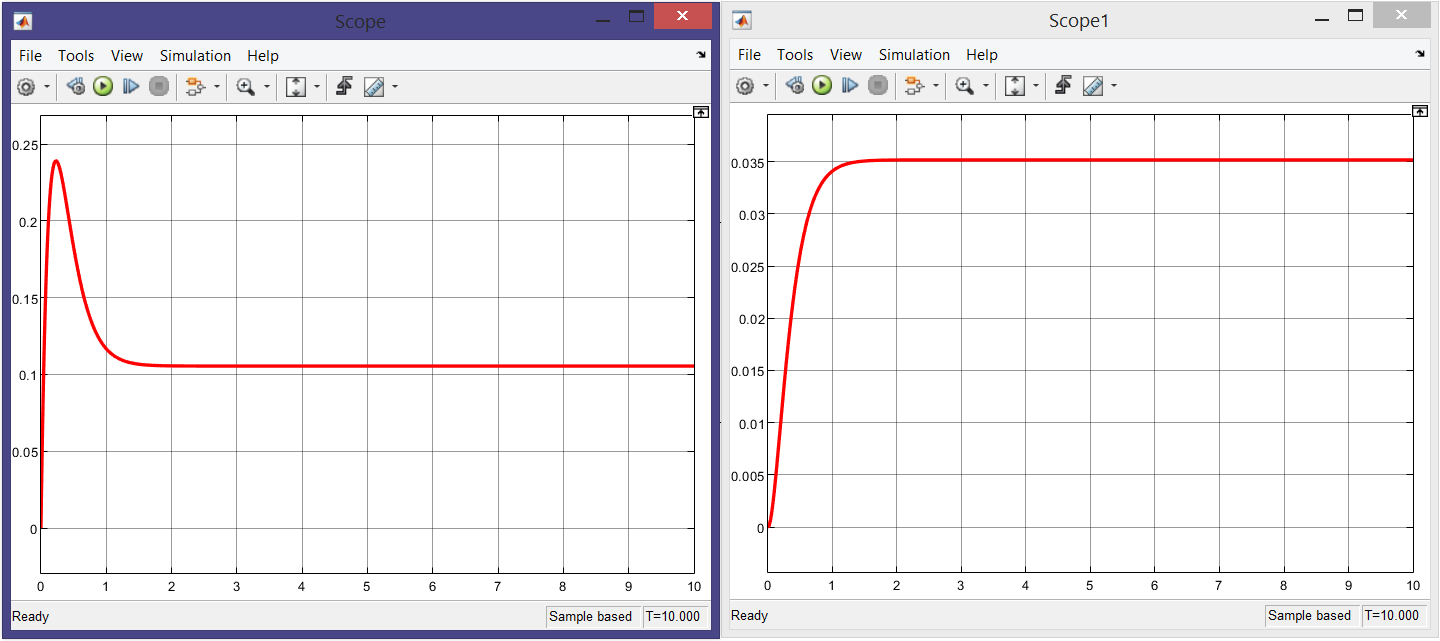 Scope
File Tools View Simulation Help
0.25
0.2
0.15
0.1
0.05
0
0 1 2 3 4 5 6 7 8 9 10
Ready Sample based T=10.000
Scope1
File Tools View Simulation Help
0.035
0.03
0.025
0.02
0.015
0.01
0.005
0
0 1 2 3 4 5 6 7 8 9 10
Ready Sample based T=10.000